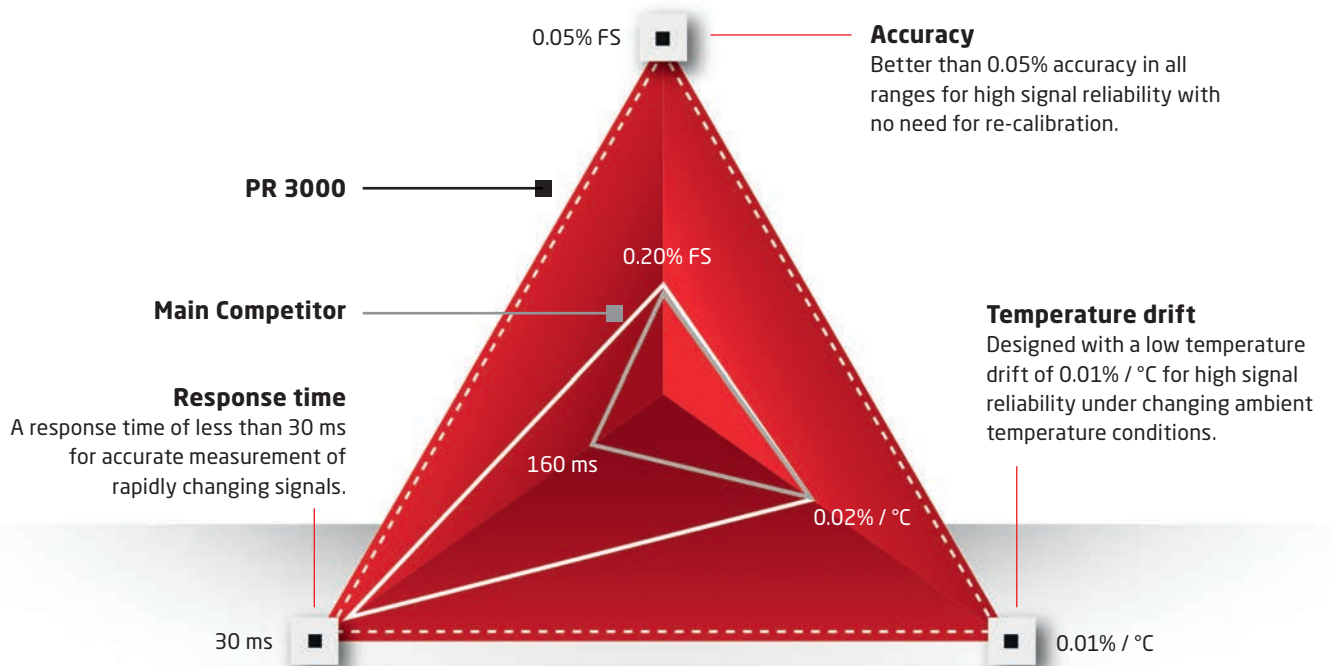 0.05% FS
Accuracy
Better than 0.05% accuracy in all
ranges for high signal reliability with
no need for re-calibration.
PR 3000
0.20% FS
Main Competitor
Temperature drift
Designed with a low temperature
drift of 0.01% / °C for high signal
reliability under changing ambient
temperature conditions.
Response time
A response time of less than 30 ms
for accurate measurement of
rapidly changing signals.
160 ms
0.02% / °C
30 ms
0.01% / °C